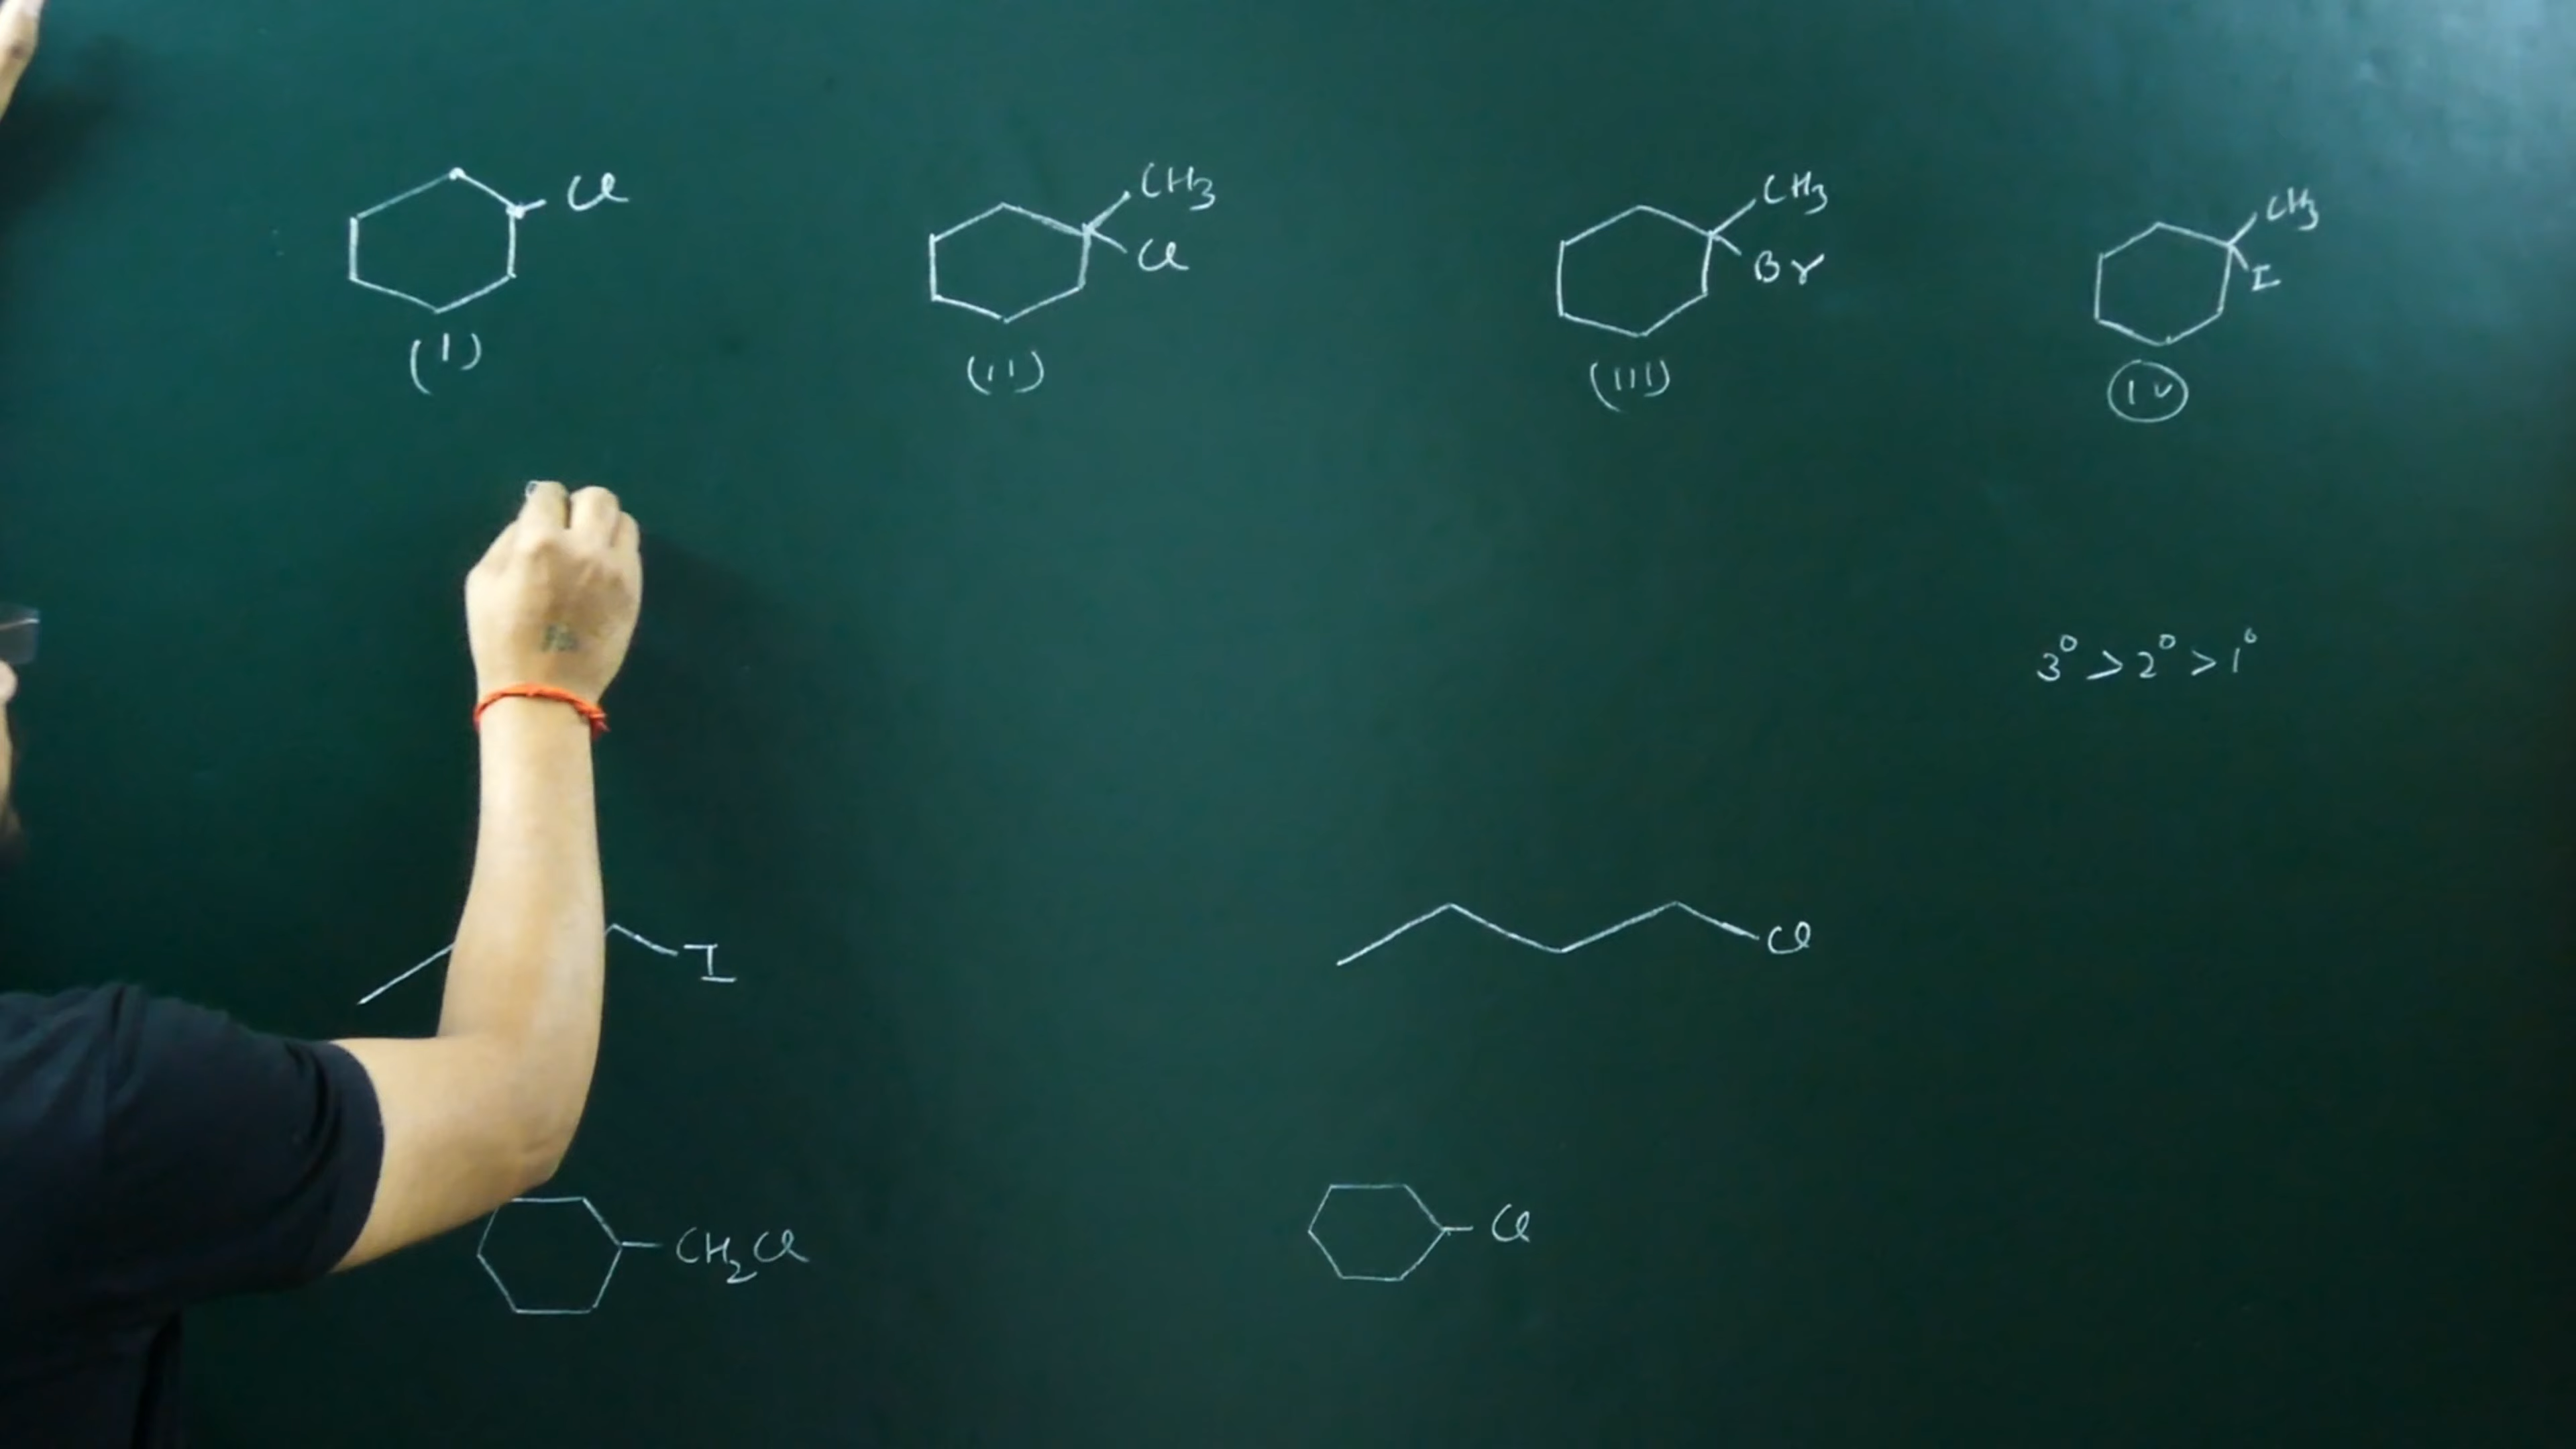 Cl
CH3
Cl
CH3
Br
CH3
I
(I)
(II)
(III)
IV
3° > 2° > 1°
I
Cl
CH2Cl
Cl